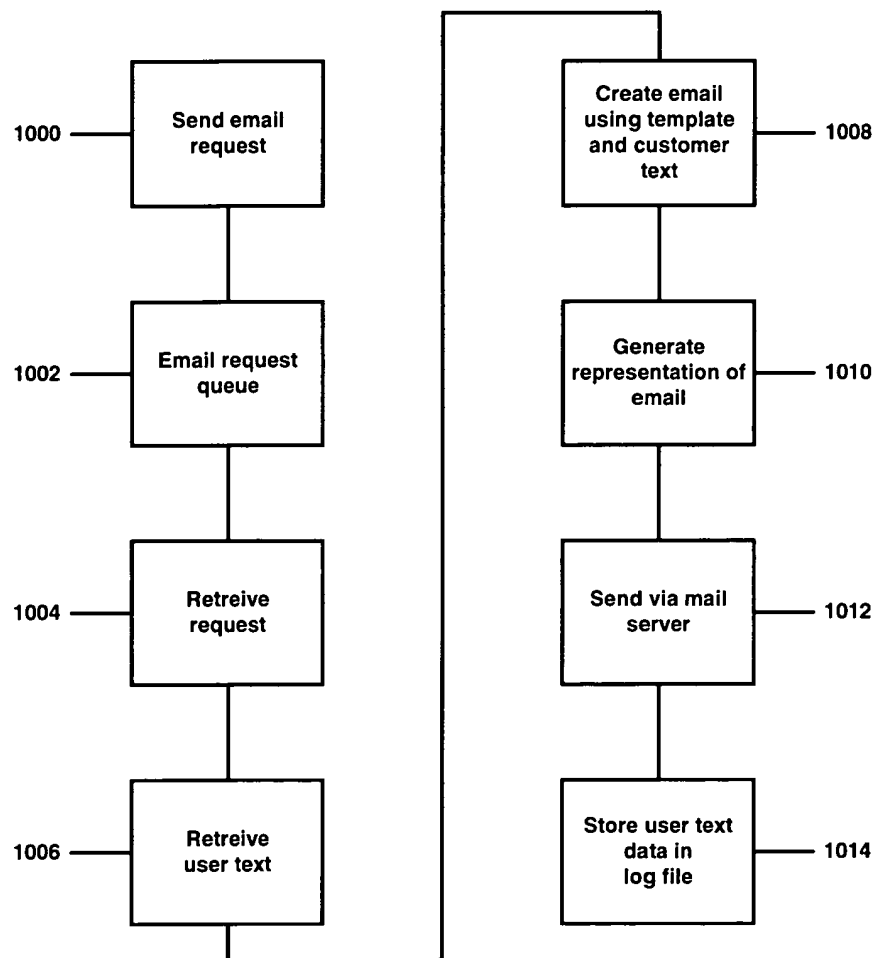 1000
Send email
request
1002
Email request
queue
1004
Retreive
request
1006
Retreive
user text
Create email
using template
and customer
text
1008
Generate
representation of
email
1010
Send via mail
server
1012
Store user text
data in
log file
1014